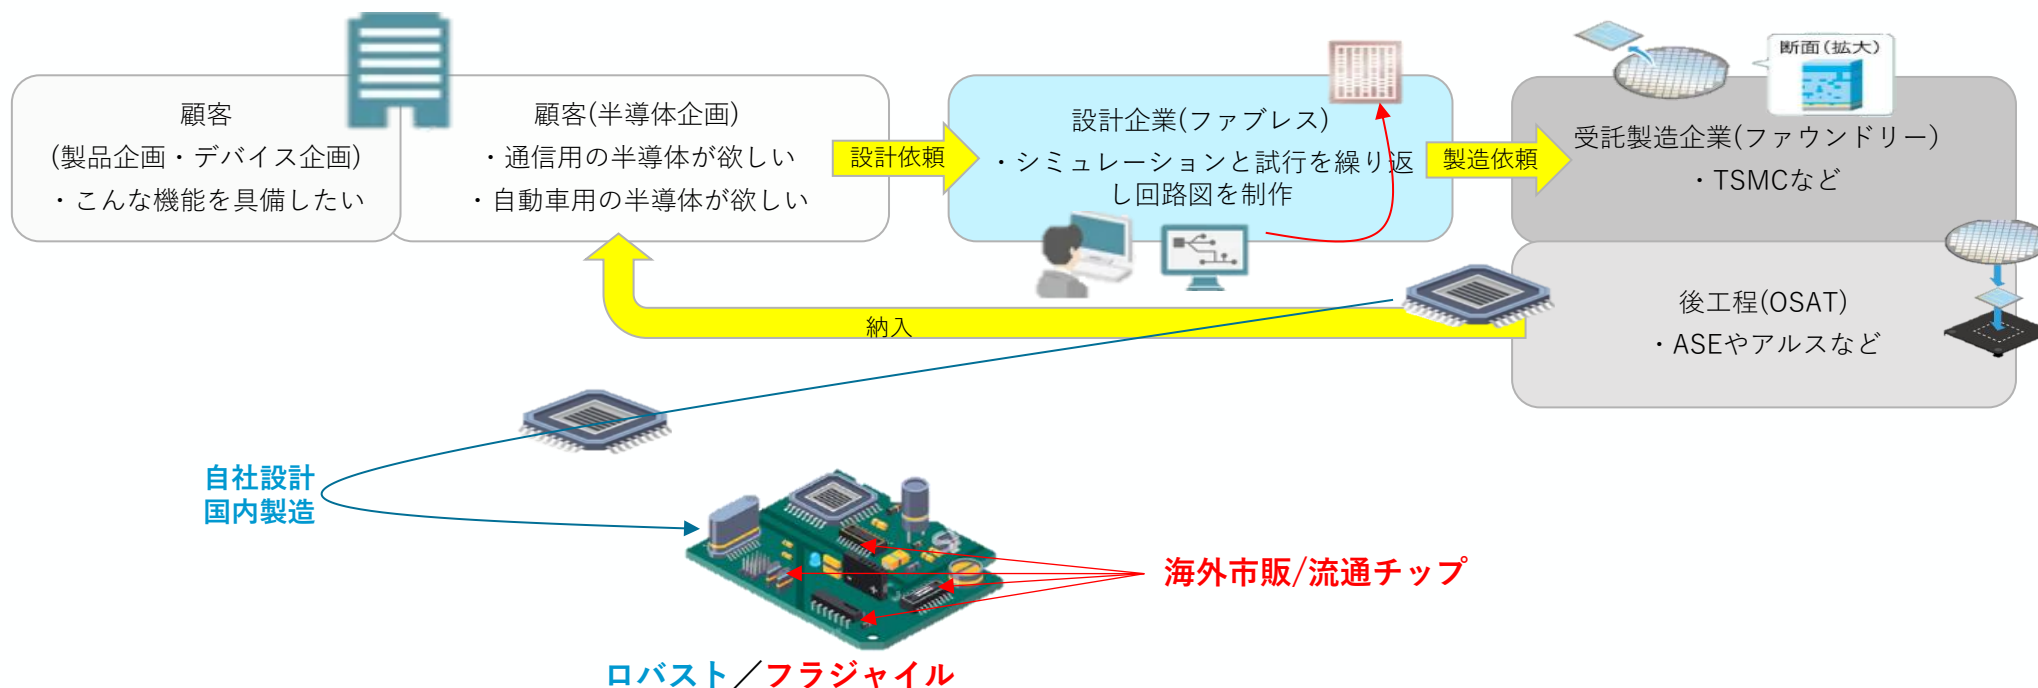 顧客
(製品企画・デバイス企画)
・こんな機能を具備したい
顧客(半導体企画)
・通信用の半導体が欲しい
・自動車用の半導体が欲しい
設計依頼
設計企業(ファブレス)
・シミュレーションと試行を繰り返
し回路図を制作
製造依頼
断面(拡大)
受託製造企業(ファウンドリー)
・TSMCなど
後工程(OSAT)
・ASEやアルスなど
納入
自社設計
国内製造
海外市販/流通チップ
ロバスト／フラジャイル